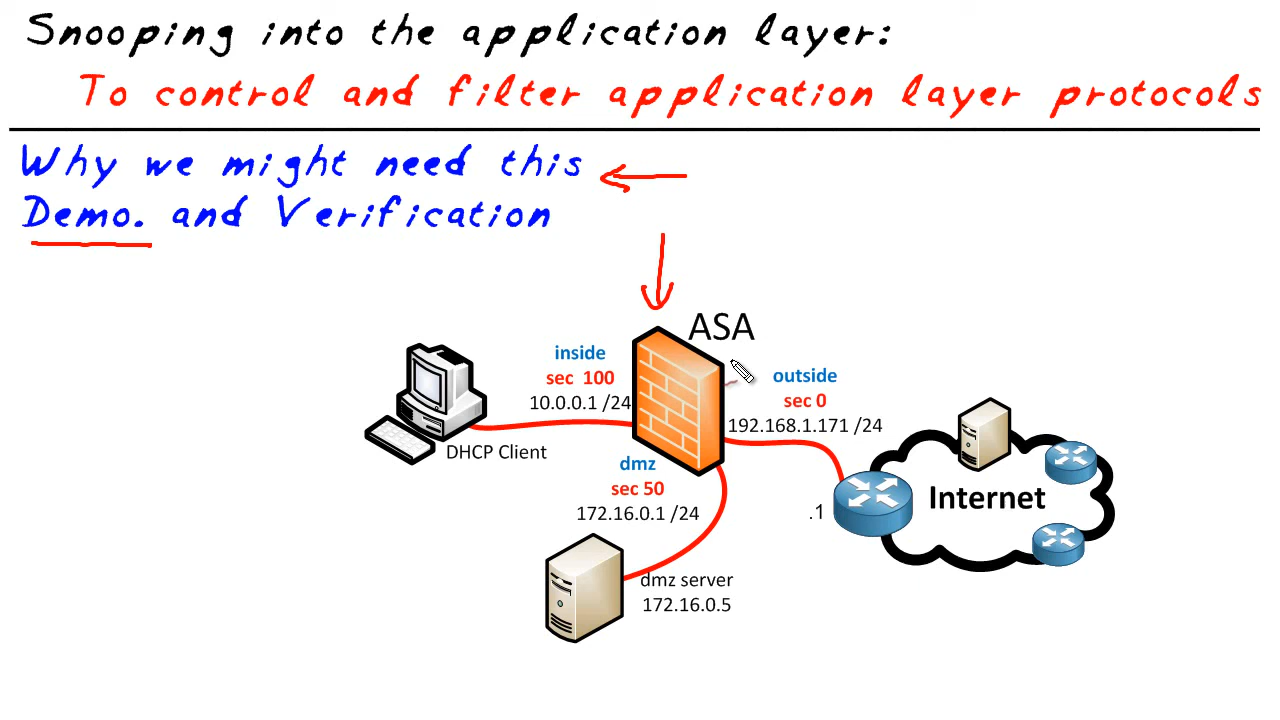 Snooping into the application layer:
To control and filter application layer protocols
Why we might need this
Demo. and Verification
ASA
inside
sec 100
10.0.0.1 /24
outside
sec 0
192.168.1.171 /24
DHCP Client
dmz
sec 50
172.16.0.1 /24
.1
Internet
dmz server
172.16.0.5